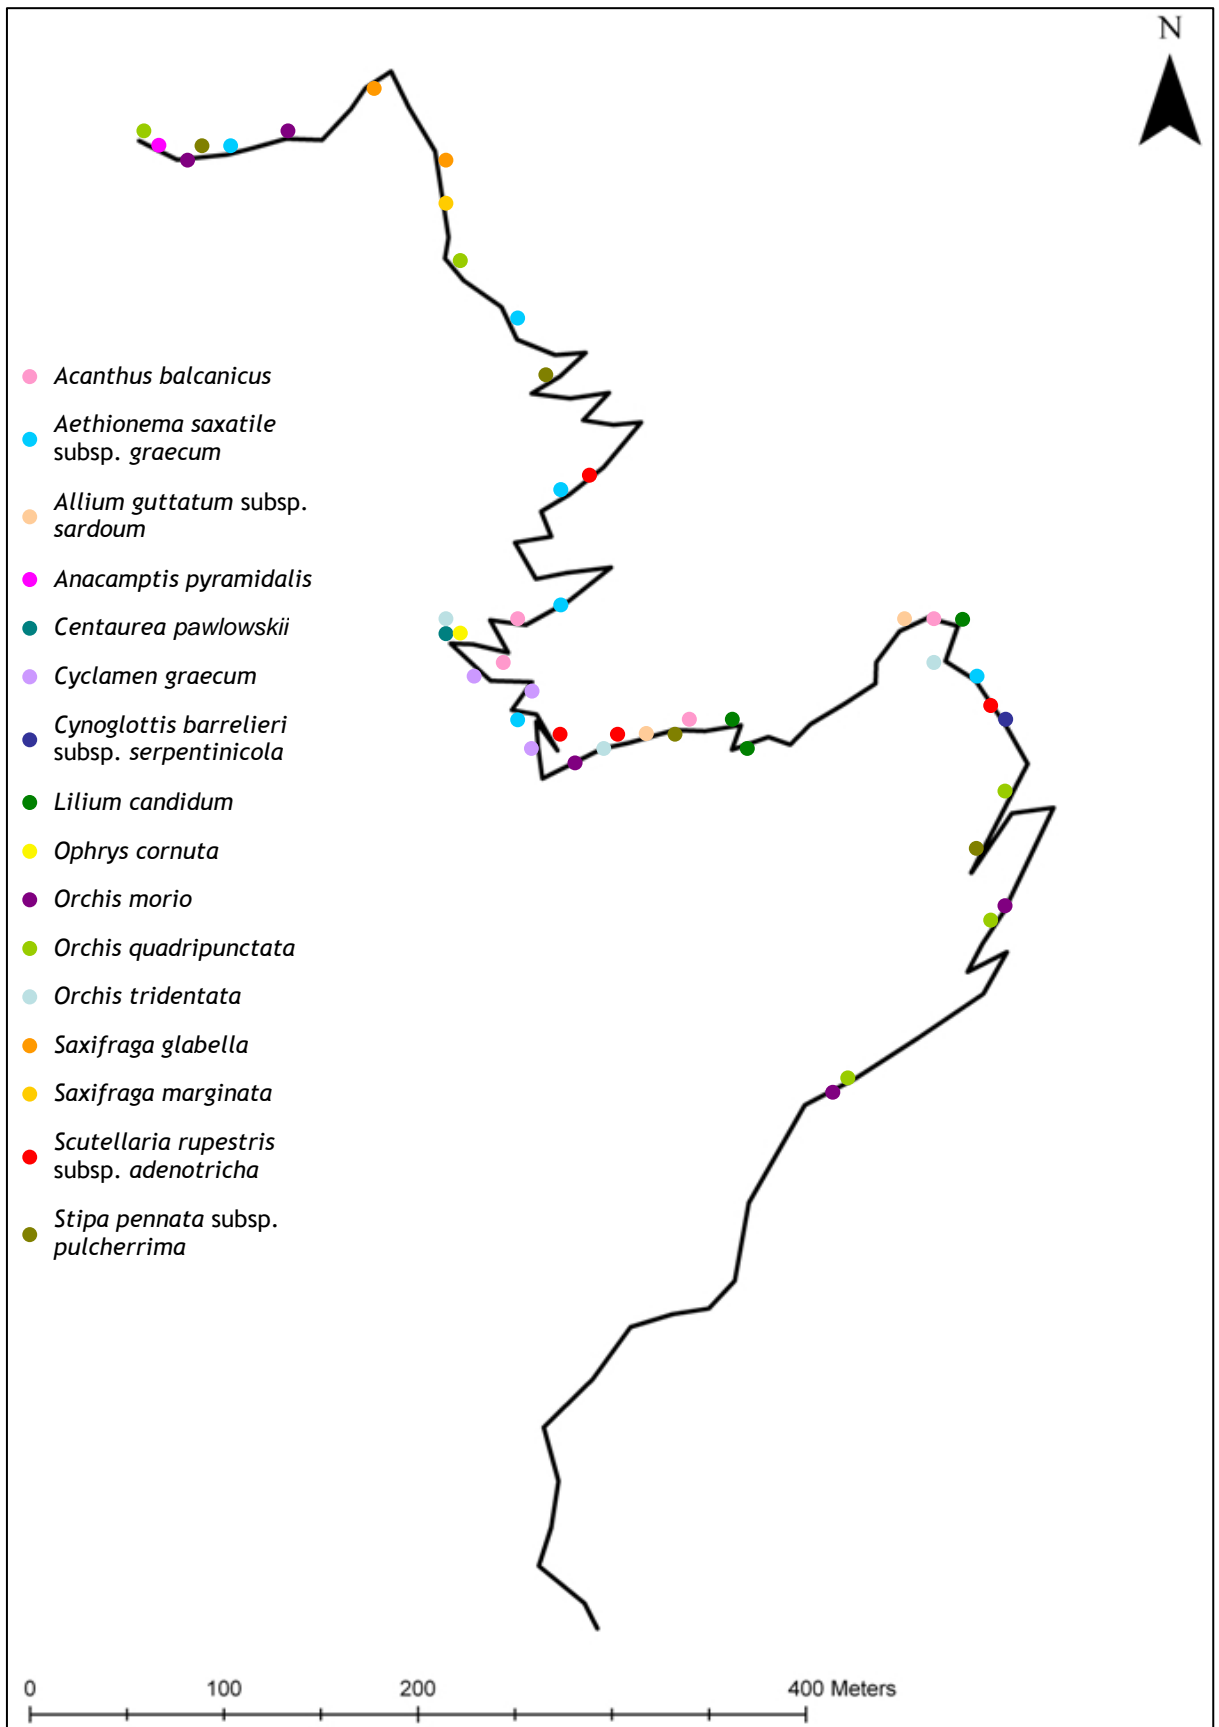 N
Acanthus balcanicus
Aethionema saxatile
subsp. graecum
Allium guttatum subsp.
sardoum
Anacamptis pyramidalis
Centaurea pawlowskii
Cyclamen graecum
Cynoglottis barrelieri
subsp. serpentinicola
Lilium candidum
Ophrys cornuta
Orchis morio
Orchis quadripunctata
Orchis tridentata
Saxifraga glabella
Saxifraga marginata
Scutellaria rupestris
subsp. adenotricha
Stipa pennata subsp.
pulcherrima
0 100 200 400 Meters